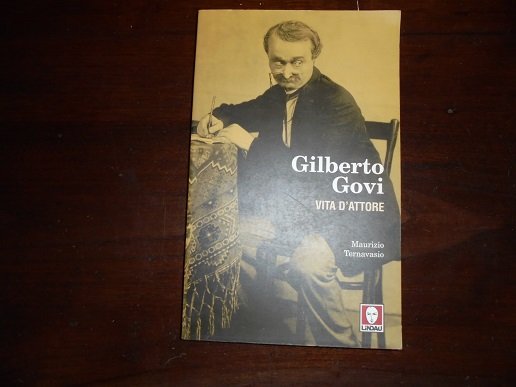 Gilberto
Govi
VITA D'ATTORE
Maurizio
Ternavasio
LINDAU